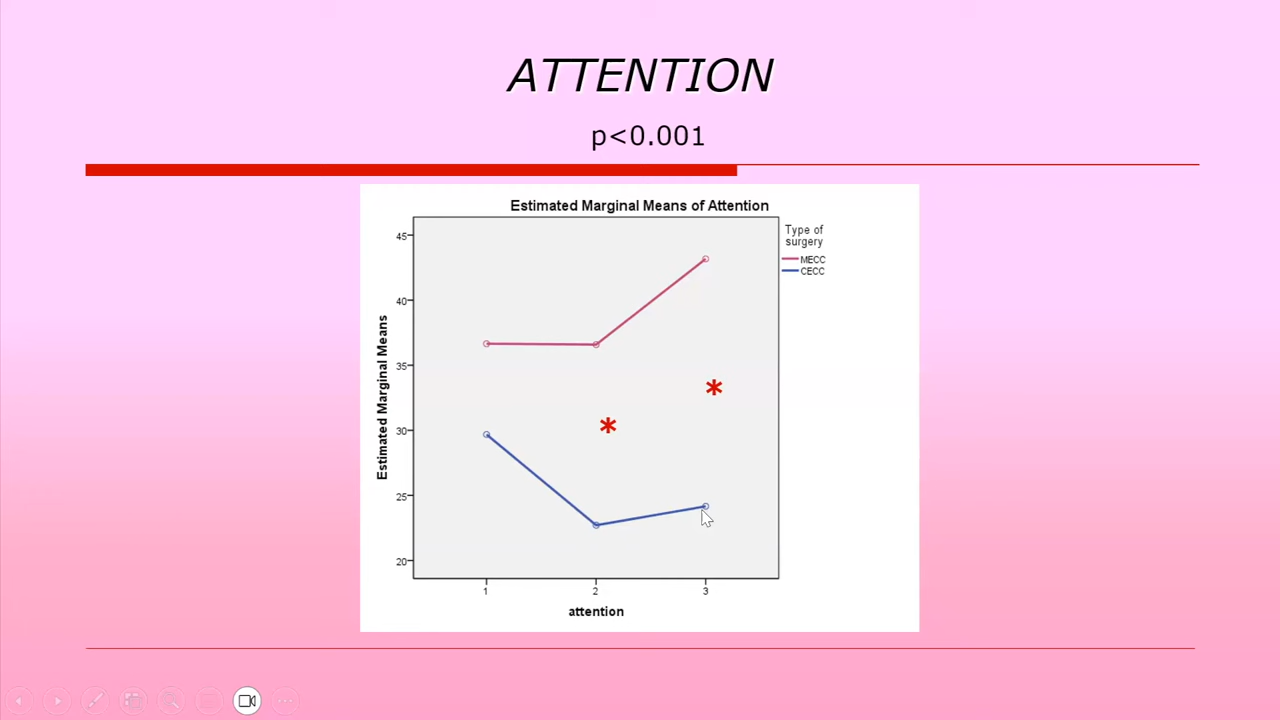 ATTENTION
p<0.001
Estimated Marginal Means of Attention
Type of
surgery
MECC
CECC
Estimated Marginal Means
45
40
35
30
25
20
*
*
1
2
3
attention